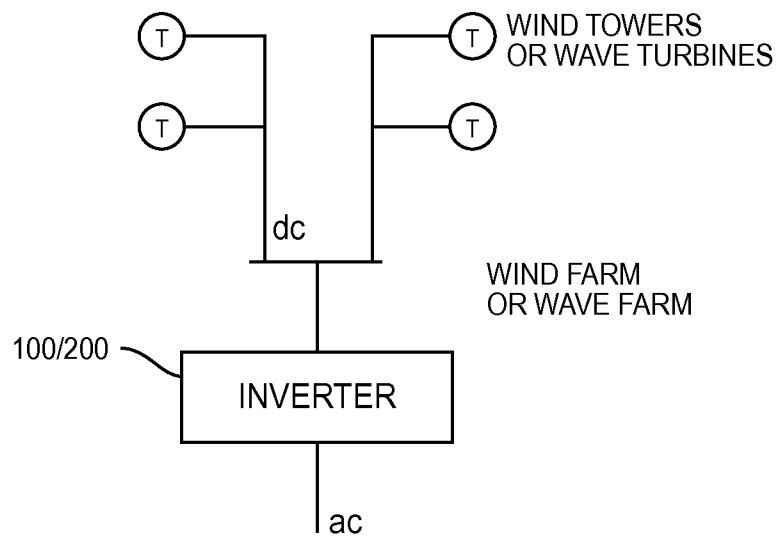 T
T
WIND TOWERS
OR WAVE TURBINES
T
T
dc
WIND FARM
OR WAVE FARM
100/200
INVERTER
ac